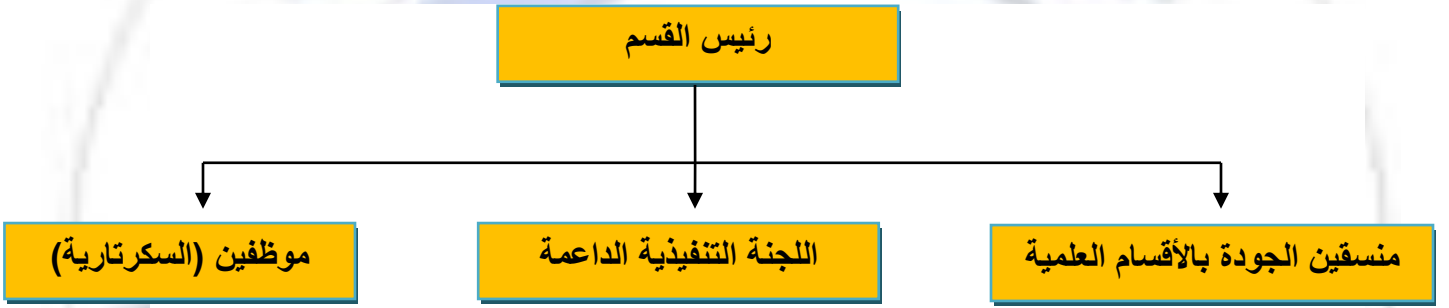 رئيس القسم
منسقين الجودة بالأقسام العلمية
اللجنة التنفيذية الداعمة
موظفين (السكرتارية)